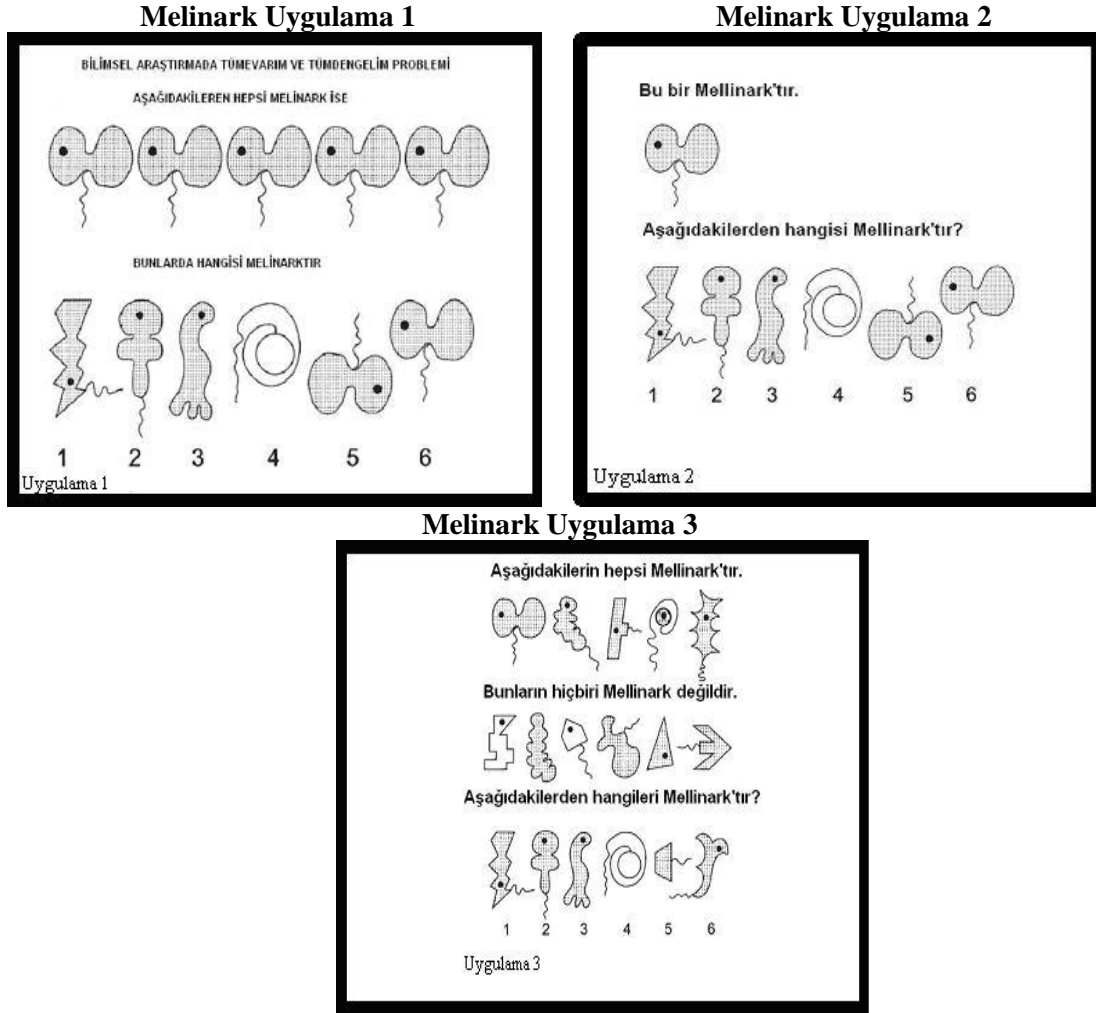 Melinark Uygulama 1
BİLİMSEL ARAŞTIRMADA TÜMEVARIM VE TÜMDENGELİM PROBLEMİ
AŞAĞIDAKİLEREN HEPSİ MELİNARK İSE
BUNLARDA HANGİSİ MELİNARKTIR
1 2 3 4 5 6
Uygulama 1
Melinark Uygulama 2
Bu bir Mellinark'tır.
Aşağıdakilerden hangisi Mellinark'tır?
1 2 3 4 5 6
Uygulama 2
Melinark Uygulama 3
Aşağıdakilerin hepsi Mellinark'tır.
Bunların hiçbiri Mellinark değildir.
Aşağıdakilerden hangileri Mellinark'tır?
1 2 3 4 5 6
Uygulama 3